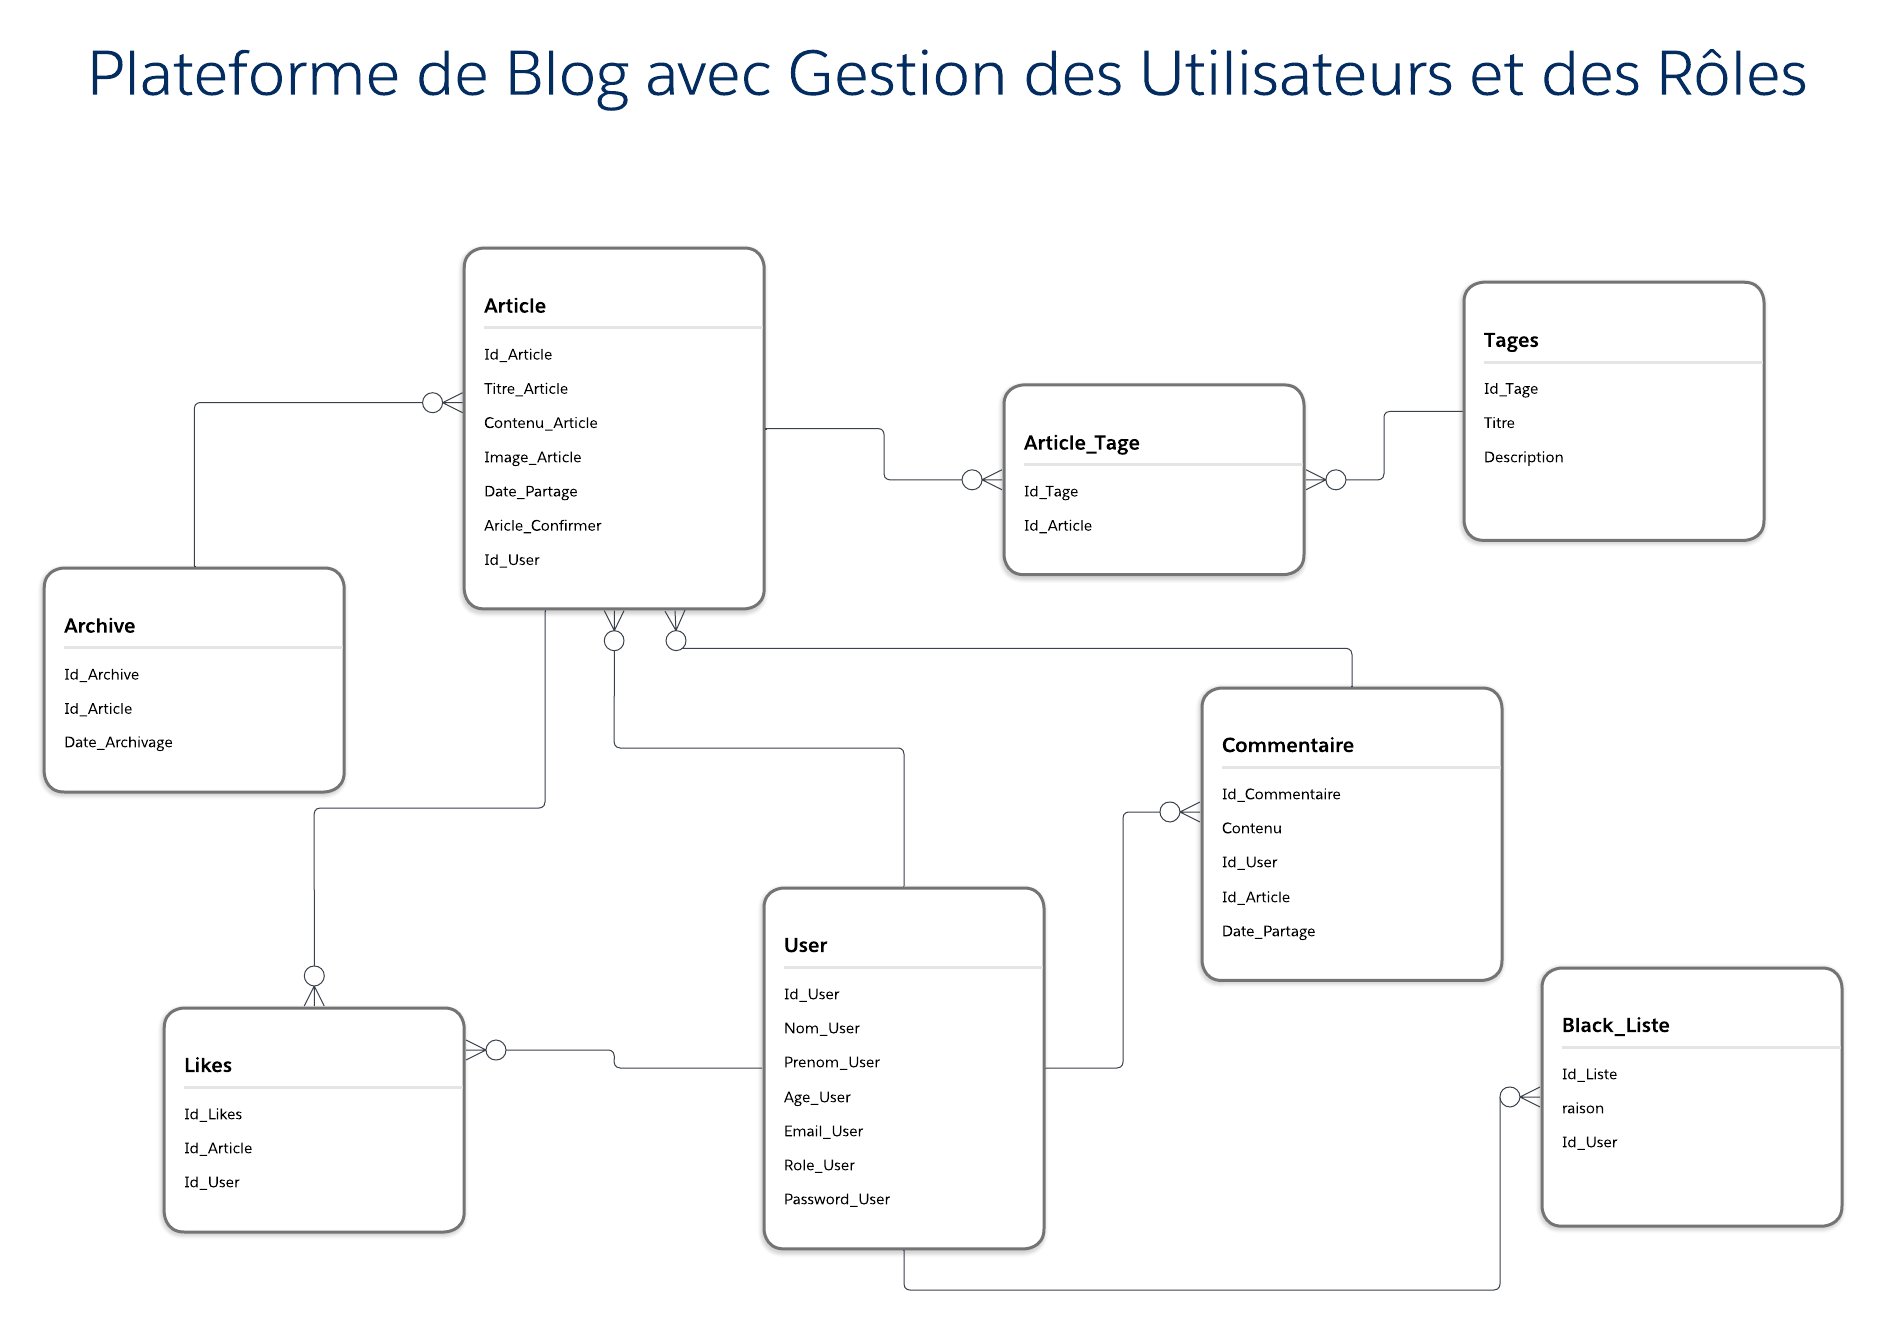 Plateforme de Blog avec Gestion des Utilisateurs et des Rôles
Article
Id_Article
Titre_Article
Contenu_Article
Image_Article
Date_Partage
Aricle_Confirmer
Id_User
Tages
Id_Tage
Titre
Description
Article_Tage
Id_Tage
Id_Article
Archive
Id_Archive
Id_Article
Date_Archivage
Commentaire
Id_Commentaire
Contenu
Id_User
Id_Article
Date_Partage
User
Id_User
Nom_User
Prenom_User
Age_User
Email_User
Role_User
Password_User
Black_Liste
Id_Liste
raison
Id_User
Likes
Id_Likes
Id_Article
Id_User